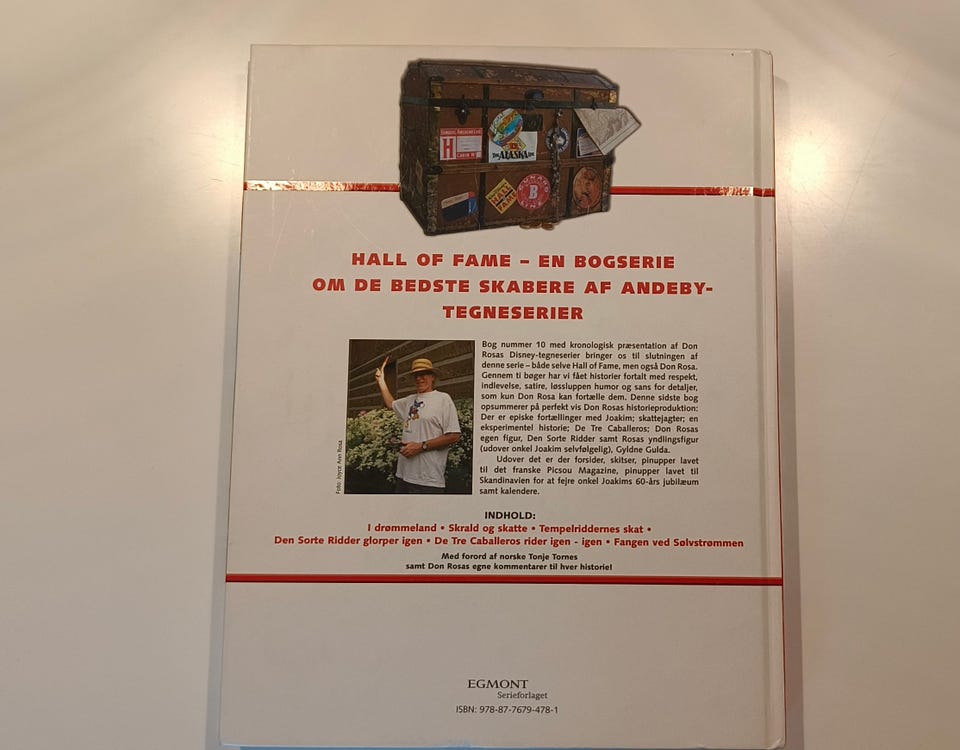 H
ALASKA
HALL OF FAME
B
HALL OF FAME – EN BOGSERIE
OM DE BEDSTE SKABERE AF ANDEBY-
TEGNESERIER
Bog nummer 10 med kronologisk præsentation af Don
Rosas Disney-tegneserier bringer os til slutningen af
denne serie – både selve Hall of Fame, men også Don Rosa.
Gennem ti bøger har vi fået historier fortalt med respekt,
indlevelse, satire, løssluppen humor og sans for detaljer,
som kun Don Rosa kan fortælle dem. Denne sidste bog
opsummerer på perfekt vis Don Rosas historieproduktion:
Der er episke fortællinger med Joakim; skattejagter; en
eksperimentel historie; De Tre Caballeros; Don Rosas
egen figur, Den Sorte Ridder samt Rosas yndlingsfigur
(udover onkel Joakim selvfølgelig), Gyldne Gulda.
Udover det er der forsider, skitser, pinupper lavet
til det franske Picsou Magazine, pinupper lavet til
Skandinavien for at fejre onkel Joakims 60-års jubilæum
samt kalendere.
Foto: Joyce Ann Rosa
INDHOLD:
I drømmeland • Skrald og skatte • Tempelriddernes skat •
Den Sorte Ridder glorper igen • De Tre Caballeros rider igen - igen • Fangen ved Sølvstrømmen
Med forord af norske Tonje Tornes
samt Don Rosas egne kommentarer til hver historie!
EGMONT
Serieforlaget
ISBN: 978-87-7679-478-1